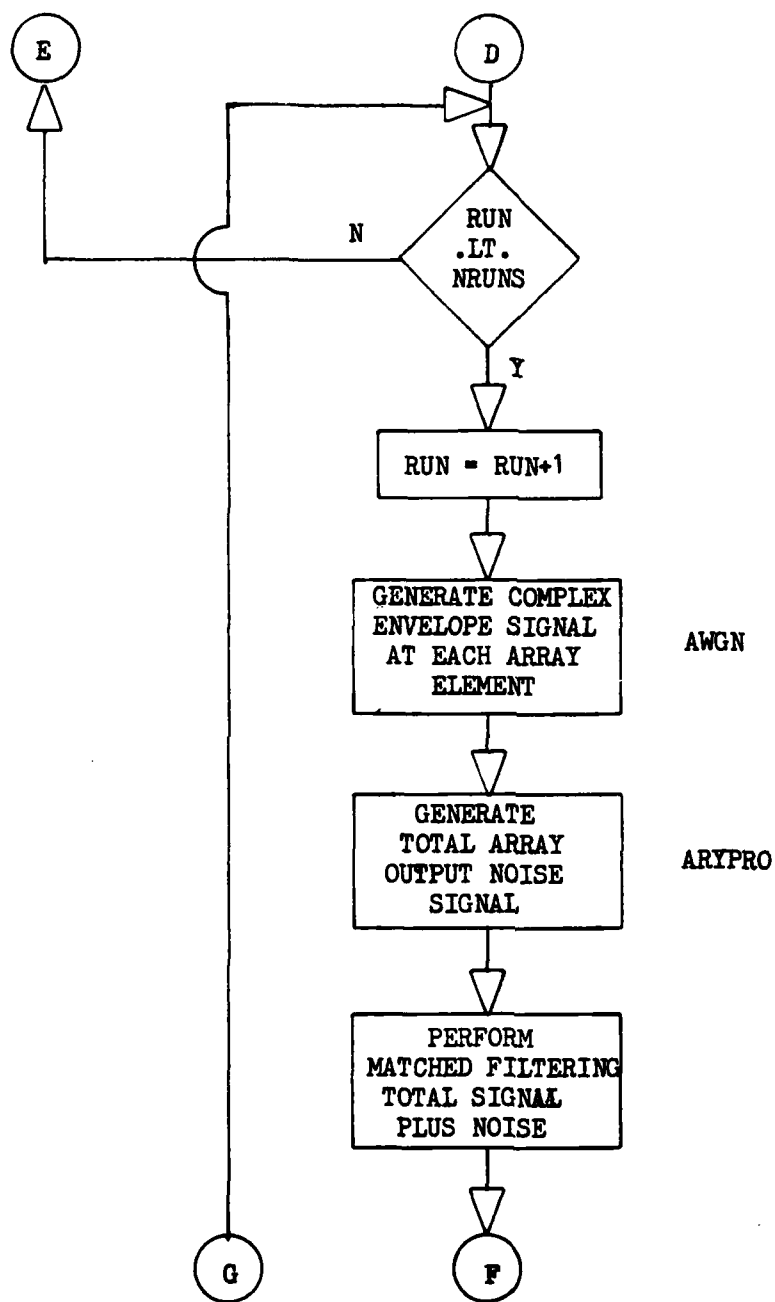 E
D
RUN
.LT.
NRUNS
N
Y
RUN = RUN+1
GENERATE COMPLEX
ENVELOPE SIGNAL
AT EACH ARRAY
ELEMENT
AWGN
GENERATE
TOTAL ARRAY
OUTPUT NOISE
SIGNAL
ARYPRO
PERFORM
MATCHED FILTERING
TOTAL SIGNAL
PLUS NOISE
G
F